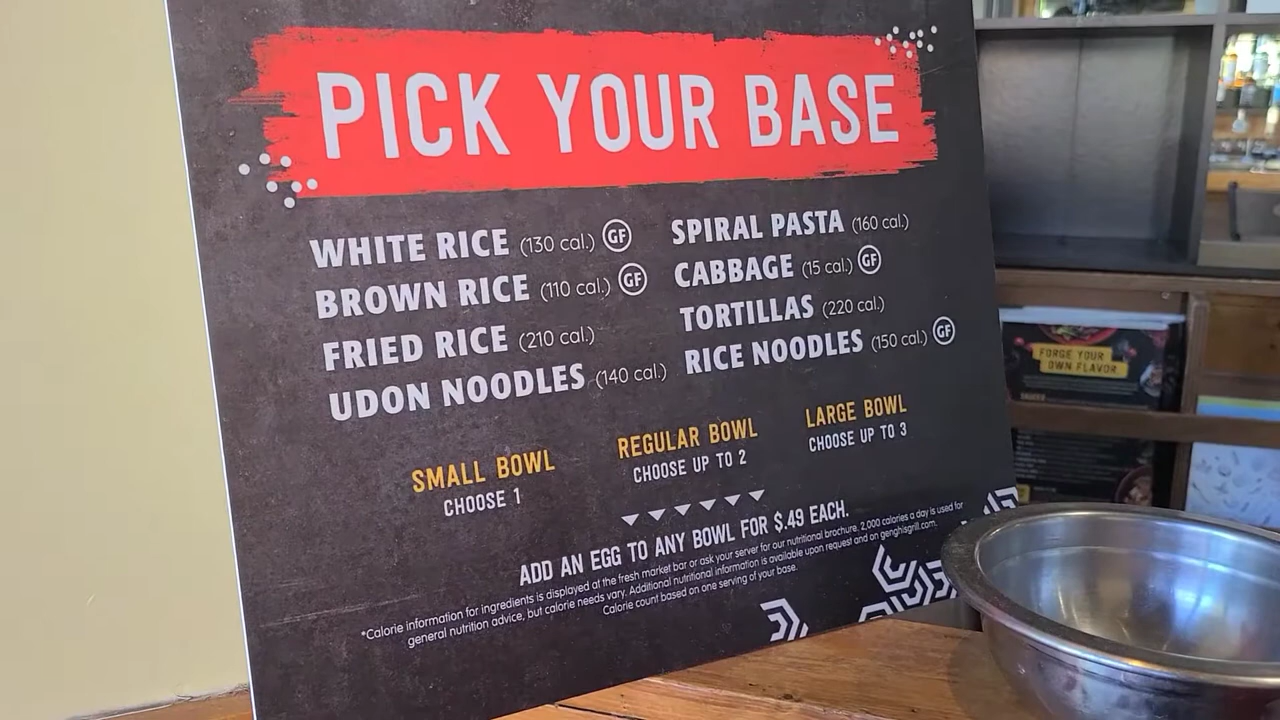 PICK YOUR BASE
WHITE RICE (130 cal.) GF
BROWN RICE (110 cal.) GF
FRIED RICE (210 cal.)
UDON NOODLES (140 cal.)
SPIRAL PASTA (160 cal.)
CABBAGE (15 cal.) GF
TORTILLAS (220 cal.)
RICE NOODLES (150 cal.) GF
SMALL BOWL
CHOOSE 1
REGULAR BOWL
CHOOSE UP TO 2
LARGE BOWL
CHOOSE UP TO 3
ADD AN EGG TO ANY BOWL FOR $.49 EACH.
*Calorie information for ingredients is displayed at the fresh market bar or ask your server for our nutritional brochure. 2,000 calories a day is used for
general nutrition advice, but calorie needs vary. Additional nutritional information is available upon request and on genghisgrill.com.
Calorie count based on one serving of your base.
FORGE YOUR
OWN FLAVOR